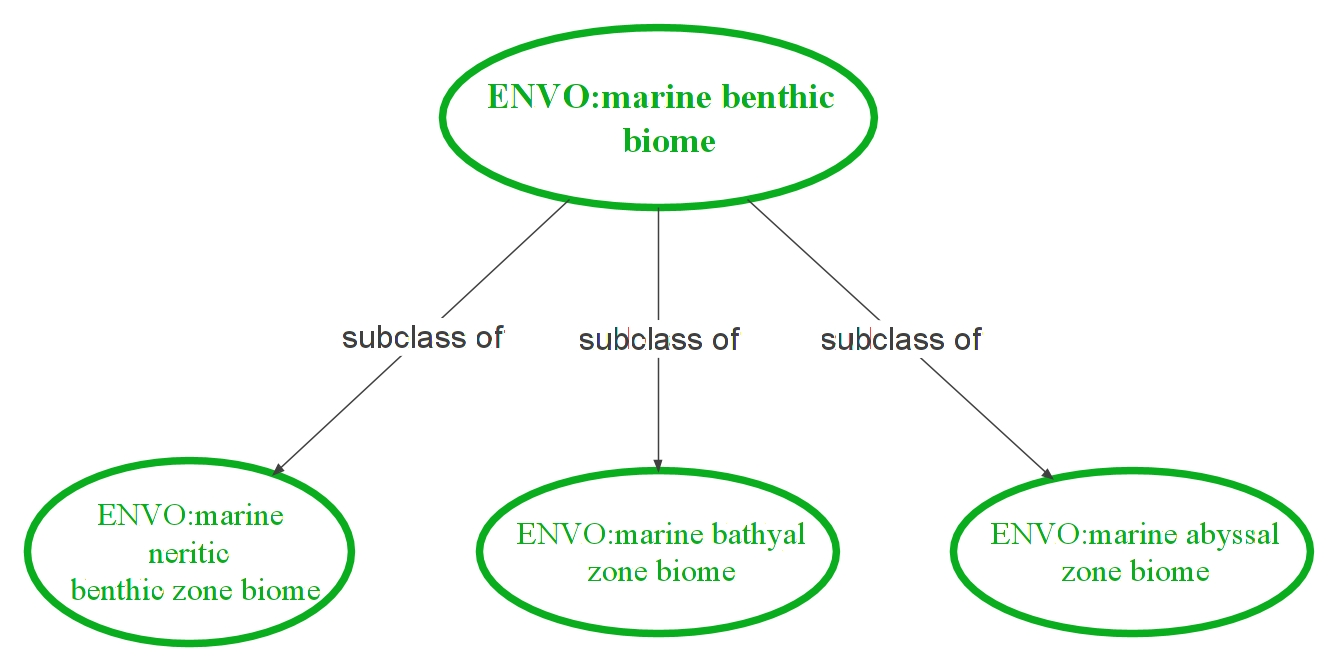 ENVO:marine benthic
biome
subclass of
subclass of
subclass of
ENVO:marine
neritic
benthic zone biome
ENVO:marine bathyal
zone biome
ENVO:marine abyssal
zone biome